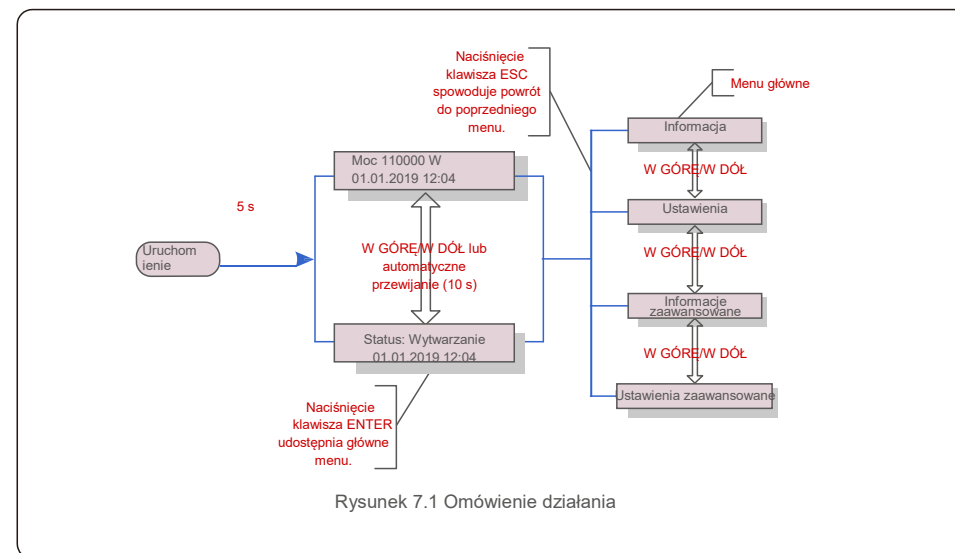 Naciśnięcie
klawisza ESC
spowoduje powrót
do poprzedniego
menu.
Menu główne
Informacja
W GÓRĘ/W DÓŁ
Ustawienia
W GÓRĘ/W DÓŁ
Informacje
zaawansowane
W GÓRĘ/W DÓŁ
Ustawienia zaawansowane
Moc 110000 W
01.01.2019 12:04
5 s
Uruchom
ienie
W GÓRĘ/W DÓŁ lub
automatyczne
przewijanie (10 s)
Status: Wytwarzanie
01.01.2019 12:04
Naciśnięcie
klawisza ENTER
udostępnia główne
menu.
Rysunek 7.1 Omówienie działania